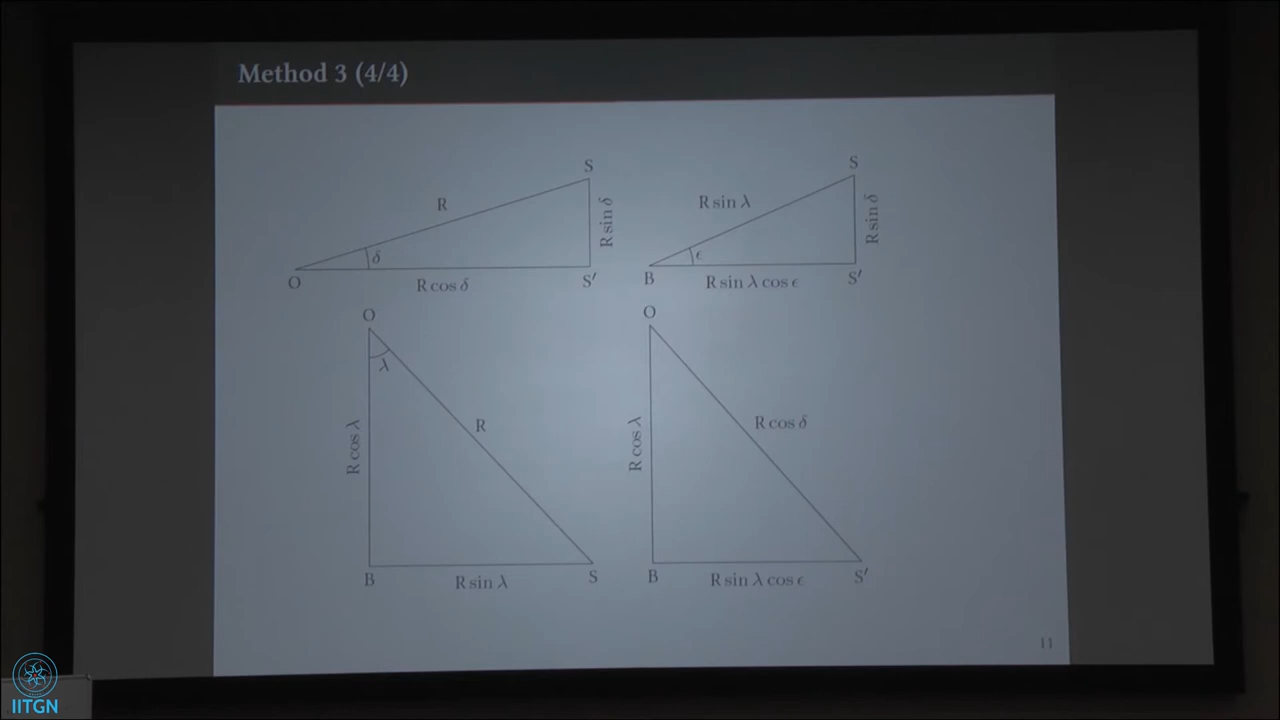 Method 3 (4/4)
S
R
R sin δ
δ
O
R cos δ
S′
S
R sin λ
R sin δ
ϵ
B
R sin λ cos ϵ
S′
O
λ
R cos λ
R
B
R sin λ
S
O
R cos λ
R cos δ
B
R sin λ cos ϵ
S′
11
IITGN